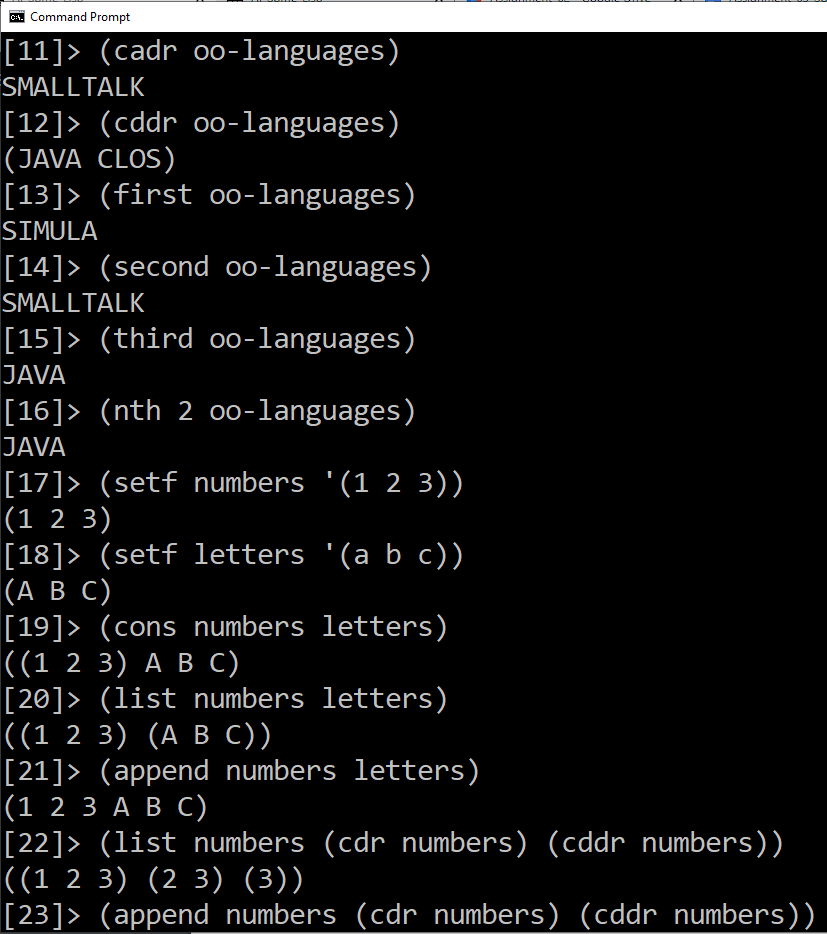 Command Prompt
[11]> (cadr oo-languages)
SMALLTALK
[12]> (cddr oo-languages)
(JAVA CLOS)
[13]> (first oo-languages)
SIMULA
[14]> (second oo-languages)
SMALLTALK
[15]> (third oo-languages)
JAVA
[16]> (nth 2 oo-languages)
JAVA
[17]> (setf numbers '(1 2 3))
(1 2 3)
[18]> (setf letters '(a b c))
(A B C)
[19]> (cons numbers letters)
((1 2 3) A B C)
[20]> (list numbers letters)
((1 2 3) (A B C))
[21]> (append numbers letters)
(1 2 3 A B C)
[22]> (list numbers (cdr numbers) (cddr numbers))
((1 2 3) (2 3) (3))
[23]> (append numbers (cdr numbers) (cddr numbers))